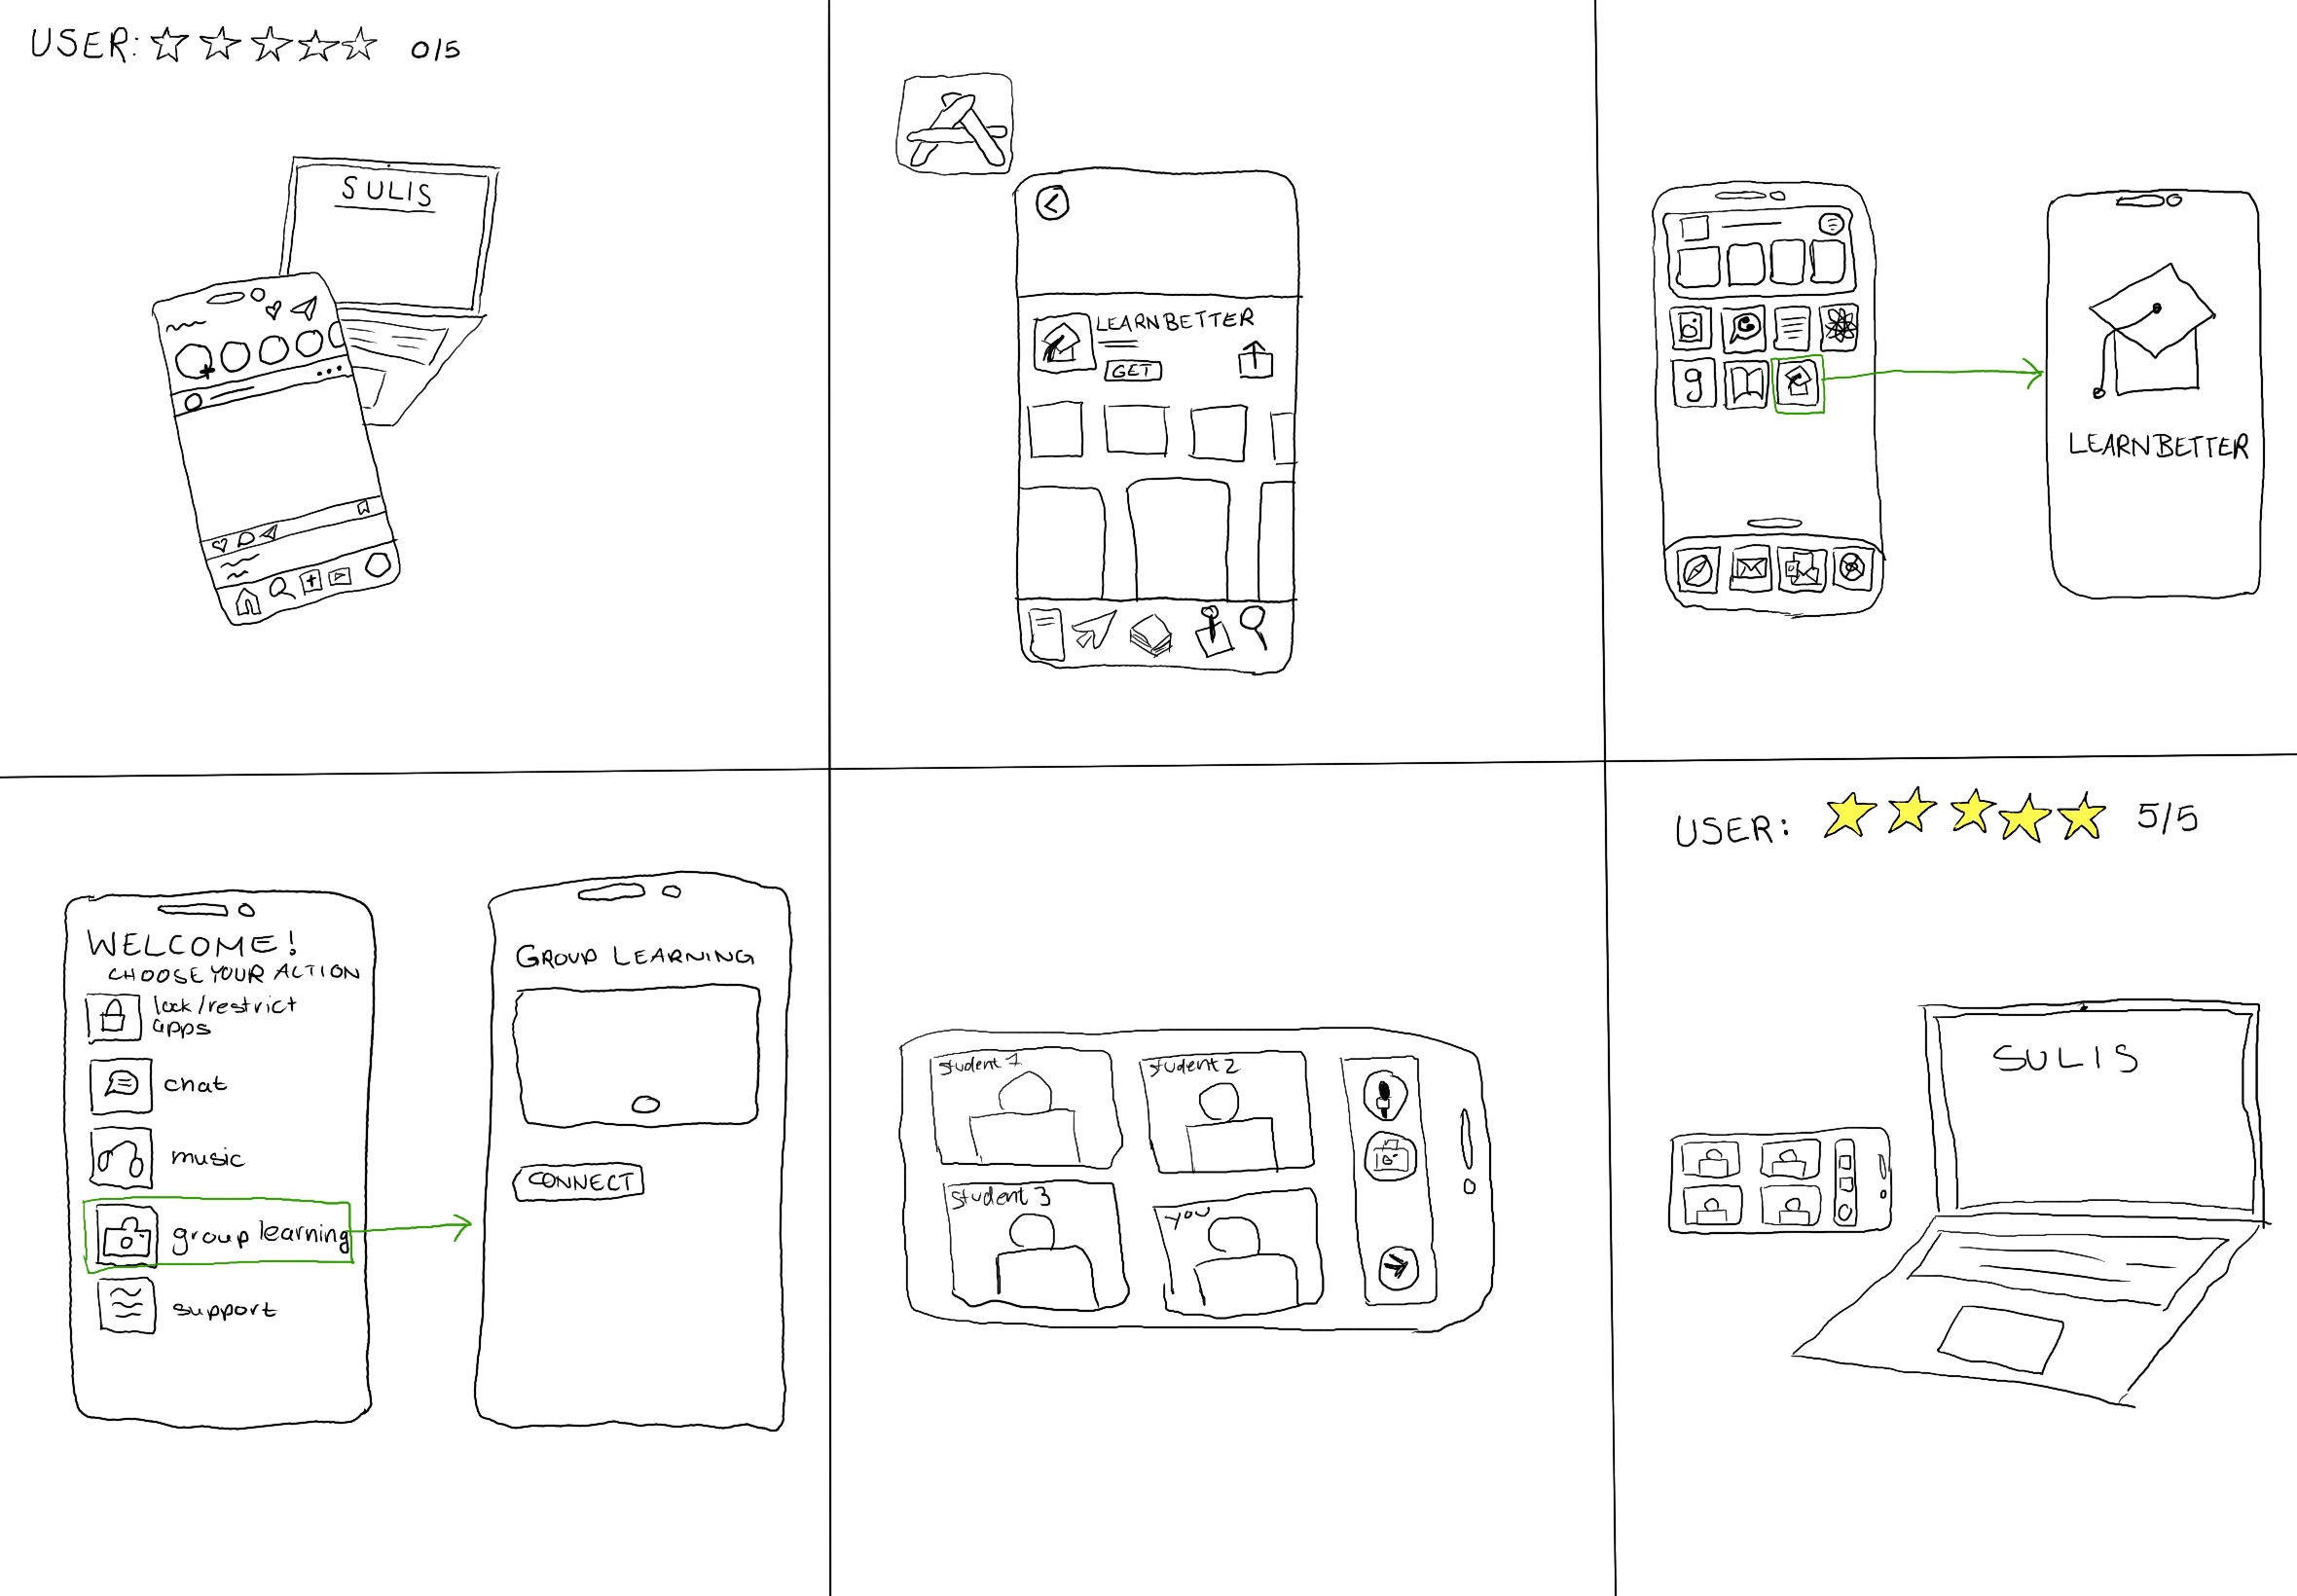 USER: 0/5
SULIS
LEARNBETTER
GET
g
LEARNBETTER
WELCOME!
CHOOSE YOUR ACTION
lock/restrict
apps
chat
music
group learning
support
GROUP LEARNING
CONNECT
student 1
student 2
student 3
you
USER: 5/5
SULIS